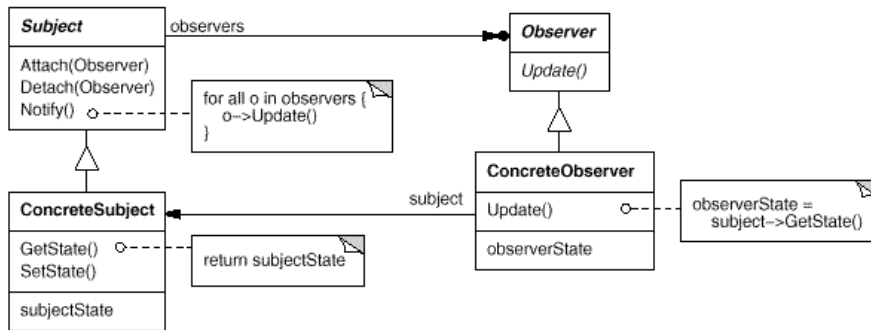 Subject
Attach(Observer)
Detach(Observer)
Notify()
observers
Observer
Update()
for all o in observers {
o->Update()
}
ConcreteSubject
GetState()
SetState()
subjectState
return subjectState
subject
ConcreteObserver
Update()
observerState
observerState =
subject->GetState()